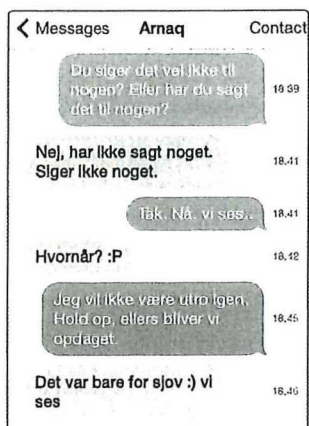 Messages Arnaq Contact
Du siger det vel ikke til
nogen? Eller har du sagt
det til nogen?
18.39
Nej, har ikke sagt noget.
Siger ikke noget.
18.41
Tak. Nå. vi ses..
18.41
Hvornår? :P
18.42
Jeg vil ikke være utro igen.
Hold op, ellers bliver vi
opdaget.
18.45
Det var bare for sjov :) vi
ses
18.46